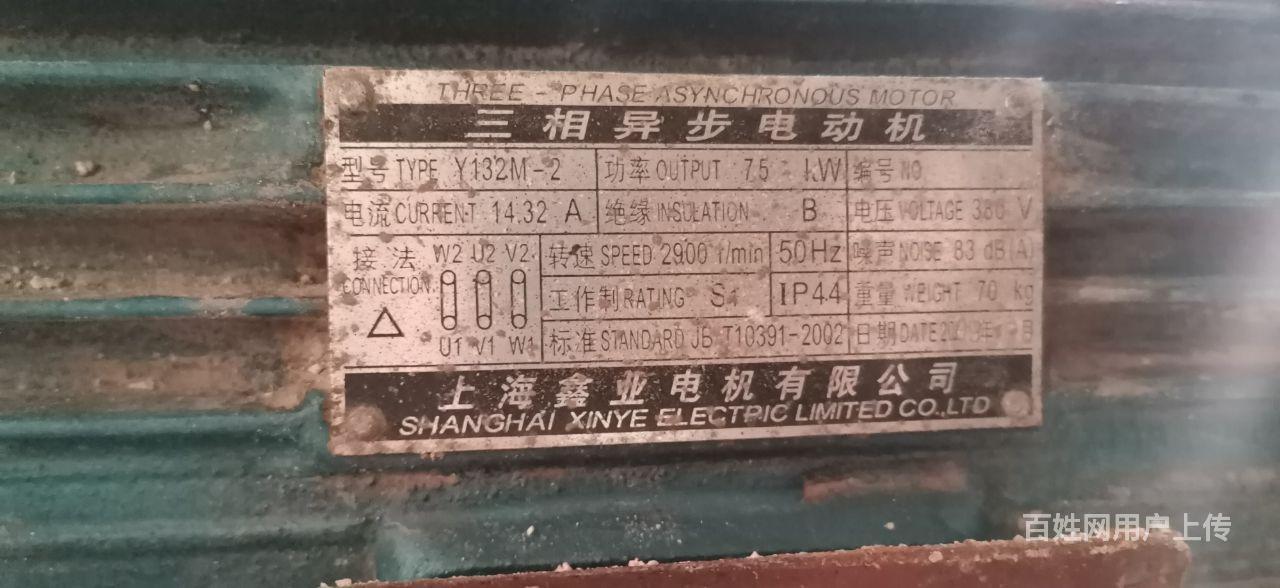 THREE - PHASE ASYNCHRONOUS MOTOR
三相异步电动机
型号 TYPE Y132M-2 功率 OUTPUT 7.5 kW 编号 NO
电流 CURRENT 14.32 A 绝缘 INSULATION B 电压 VOLTAGE 380 V
接法 W2 U2 V2 转速 SPEED 2900 r/min 50Hz 噪声 NOISE 83 dB(A)
CONNECTION 工作制 RATING S1 IP44 重量 WEIGHT 70 kg
△ U1 V1 W1 标准 STANDARD JB T10391-2002 日期 DATE 年 月
上海鑫业电机有限公司
SHANGHAI XINYE ELECTRIC LIMITED CO.,LTD
百姓网用户上传